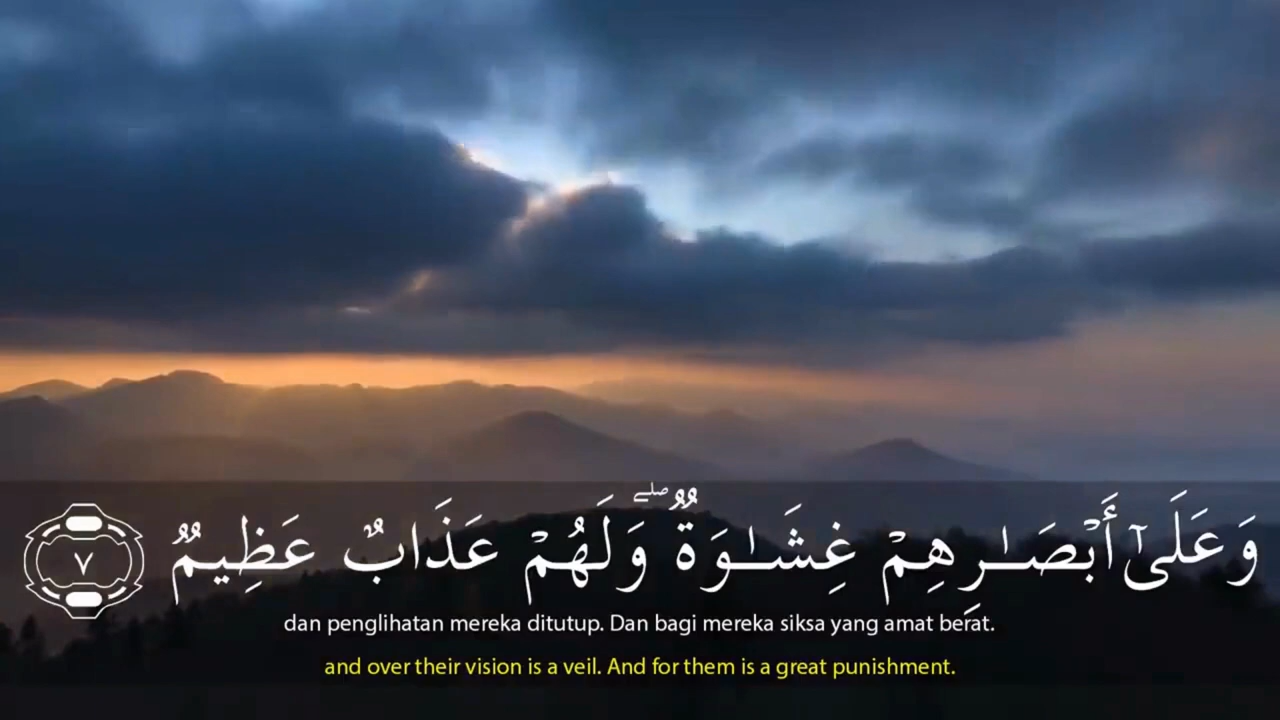 وَعَلَىٰٓ أَبْصَـٰرِهِمْ غِشَـٰوَةٌ ۖ وَلَهُمْ عَذَابٌ عَظِيمٌ ٧
dan penglihatan mereka ditutup. Dan bagi mereka siksa yang amat berat.
and over their vision is a veil. And for them is a great punishment.